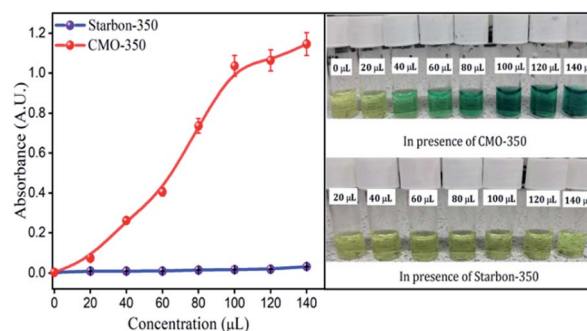 Starbon-350
CMO-350
Absorbance (A.U.)
1.2
1.0
0.8
0.6
0.4
0.2
0.0
0 20 40 60 80 100 120 140
Concentration (µL)
0 µL 20 µL 40 µL 60 µL 80 µL 100 µL 120 µL 140 µL
In presence of CMO-350
20 µL 40 µL 60 µL 80 µL 100 µL 120 µL 140 µL
In presence of Starbon-350